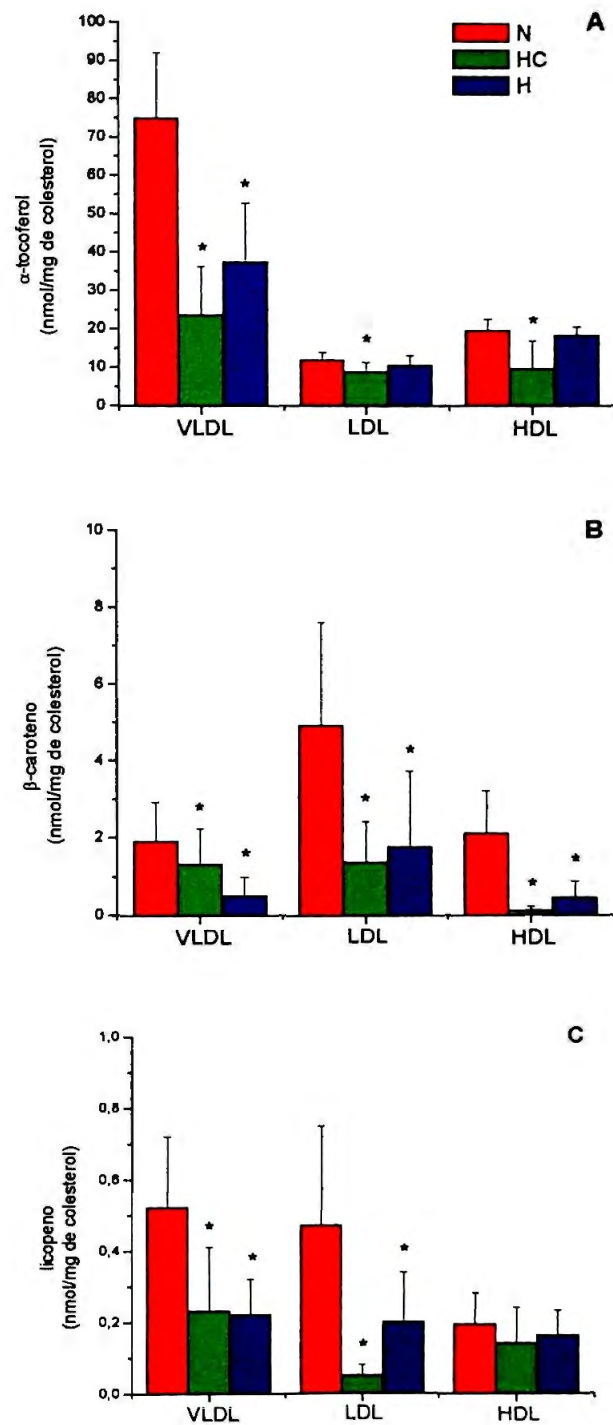 A
N
HC
H
α-tocoferol
(nmol/mg de colesterol)
100
90
80
70
60
50
40
30
20
10
0
*
*
*
*
VLDL
LDL
HDL
B
β-caroteno
(nmol/mg de colesterol)
10
8
6
4
2
0
*
*
*
*
*
*
VLDL
LDL
HDL
C
licopeno
(nmol/mg de colesterol)
1,0
0,8
0,6
0,4
0,2
0,0
*
*
*
*
VLDL
LDL
HDL